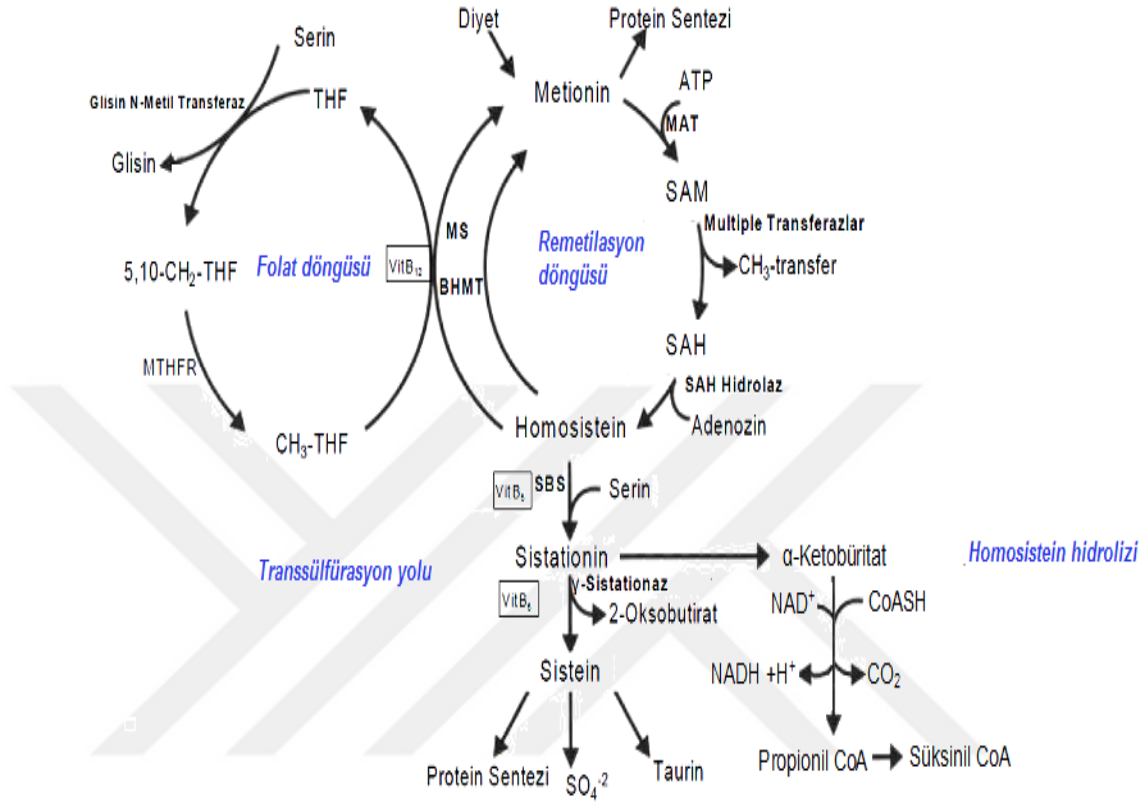 Diyet
Protein Sentezi
Serin
Metionin
ATP
Glisin N-Metil Transferaz
THF
MAT
Glisin
SAM
MS
Multiple Transferazlar
5,10-CH₂-THF
Folat döngüsü
VitB₁₂
BHMT
Remetilasyon
döngüsü
CH₃-transfer
SAH
MTHFR
SAH Hidrolaz
CH₃-THF
Homosistein
Adenozin
VitB₆
SBS
Serin
Transsülfürasyon yolu
Sistationin
α-Ketobüritat
Homosistein hidrolizi
γ-Sistationaz
VitB₆
2-Oksobutirat
NAD⁺
CoASH
Sistein
NADH +H⁺
CO₂
Protein Sentezi
SO₄⁻²
Taurin
Propionil CoA
Süksinil CoA